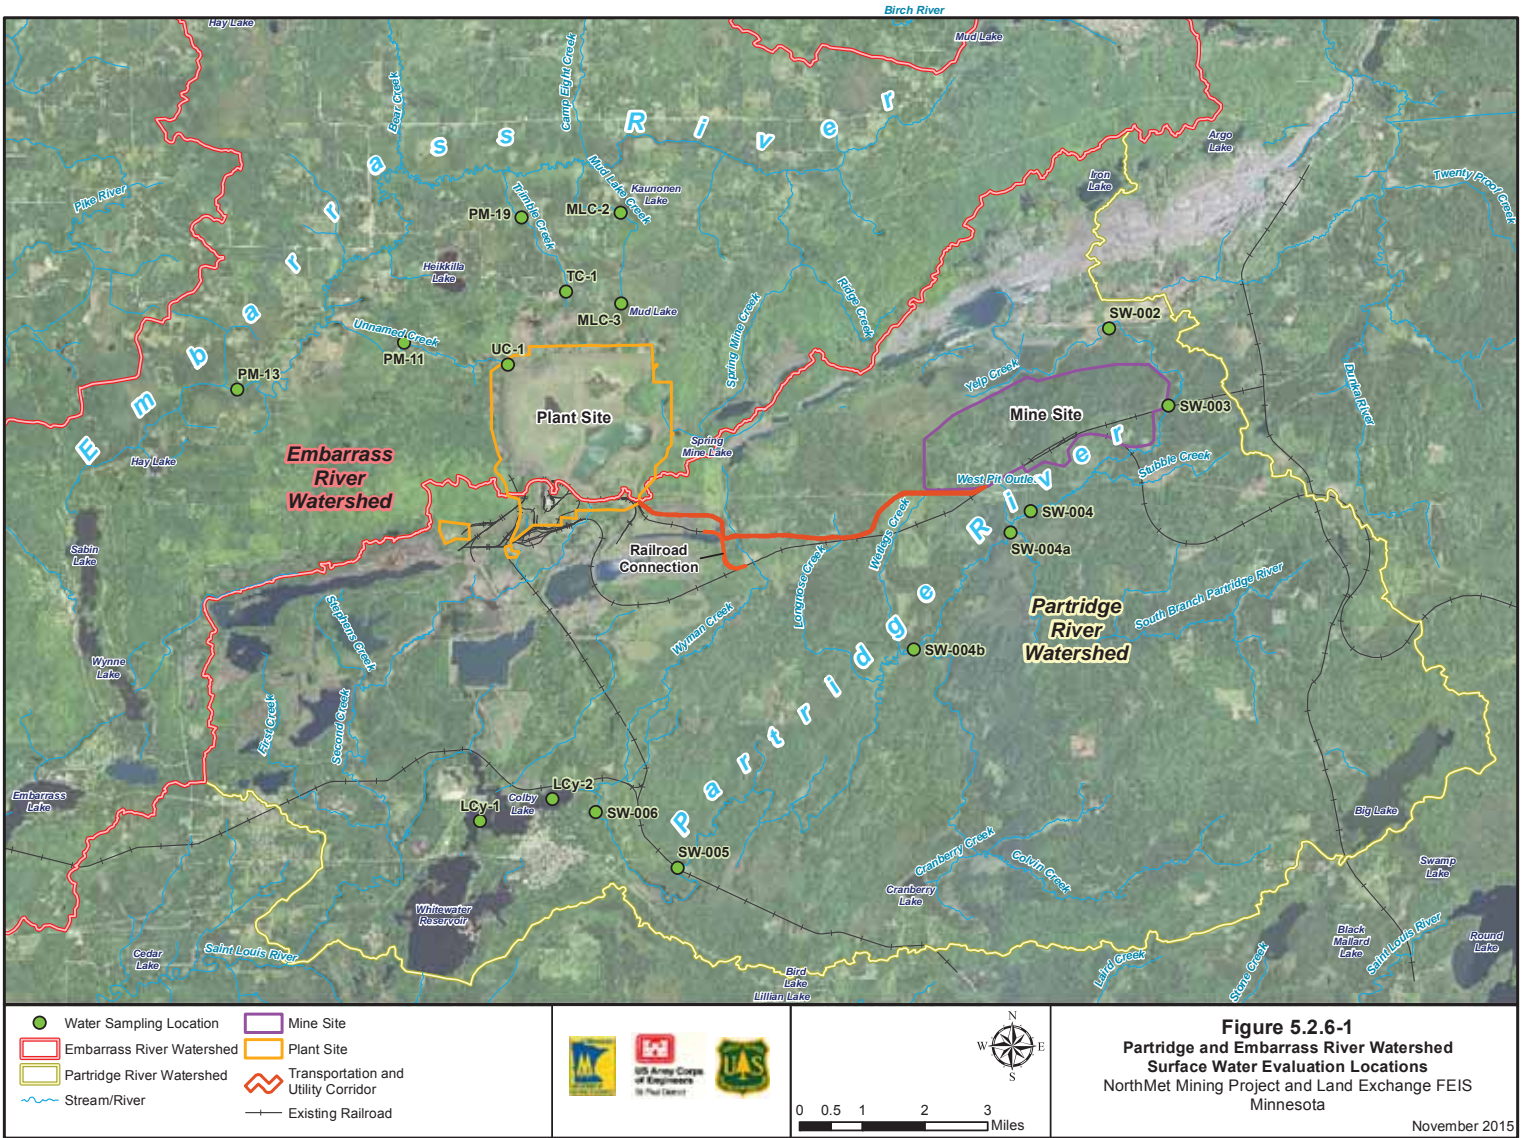 Birch River
Hay Lake
Mud Lake
Bear Creek
Camp Eight Creek
Embarrass River
Argo
Lake
Iron
Lake
Twenty Proof Creek
Pike River
Mud Lake Creek
Kaunonen
Lake
Trimble Creek
PM-19
MLC-2
Heikkilla
Lake
TC-1
MLC-3
Mud Lake
Ridge Creek
Spring Mine Creek
SW-002
Unnamed Creek
PM-11
UC-1
PM-13
Yelp Creek
Dunka River
Plant Site
Mine Site
SW-003
Spring
Mine Lake
Hay Lake
Embarrass
River
Watershed
Stubble Creek
West Pit Outle
SW-004
SW-004a
Sabin
Lake
Railroad
Connection
Wetlegs Creek
Longnose Creek
Partridge River
South Branch Partridge River
Partridge
River
Watershed
Stephens Creek
Wyman Creek
SW-004b
Wynne
Lake
First Creek
Second Creek
Embarrass
Lake
LCy-2
LCy-1
Colby
Lake
SW-006
SW-005
Big Lake
Cranberry Creek
Colvin Creek
Cranberry
Lake
Swamp
Lake
Whitewater
Reservoir
Black
Mallard
Lake
Saint Louis River
Round
Lake
Cedar
Lake
Saint Louis River
Laird Creek
Stone Creek
Bird
Lake
Lillian Lake
Water Sampling Location
Embarrass River Watershed
Partridge River Watershed
Stream/River
Mine Site
Plant Site
Transportation and
Utility Corridor
Existing Railroad
US Army Corps
of Engineers
St Paul District
UAS
N
W E
S
0 0.5 1 2 3
Miles
Figure 5.2.6-1
Partridge and Embarrass River Watershed
Surface Water Evaluation Locations
NorthMet Mining Project and Land Exchange FEIS
Minnesota
November 2015